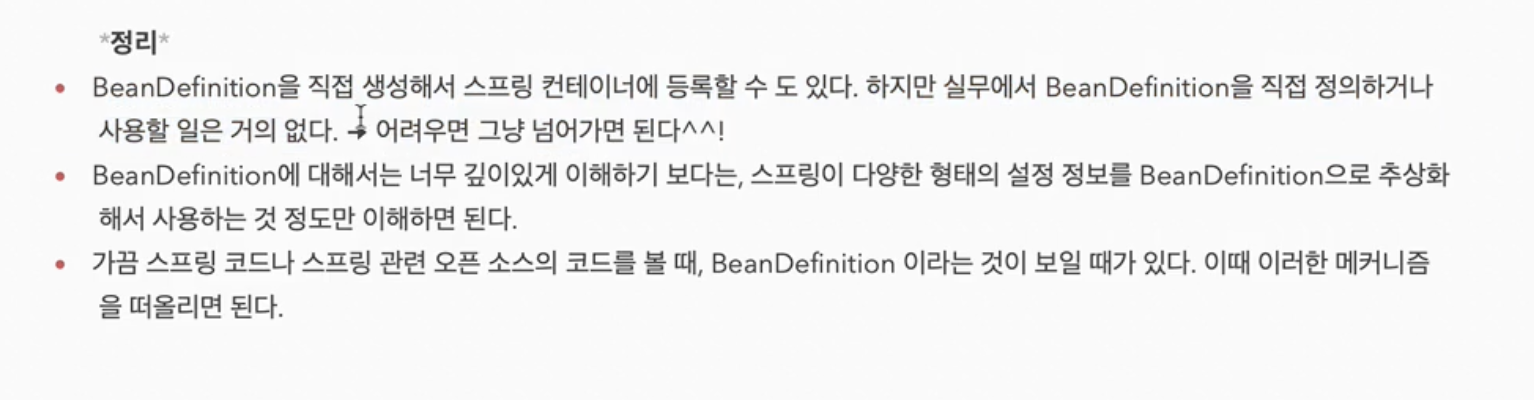 *정리*
• BeanDefinition을 직접 생성해서 스프링 컨테이너에 등록할 수 도 있다. 하지만 실무에서 BeanDefinition을 직접 정의하거나
사용할 일은 거의 없다. → 어려우면 그냥 넘어가면 된다^^!
• BeanDefinition에 대해서는 너무 깊이있게 이해하기 보다는, 스프링이 다양한 형태의 설정 정보를 BeanDefinition으로 추상화
해서 사용하는 것 정도만 이해하면 된다.
• 가끔 스프링 코드나 스프링 관련 오픈 소스의 코드를 볼 때, BeanDefinition 이라는 것이 보일 때가 있다. 이때 이러한 메커니즘
을 떠올리면 된다.